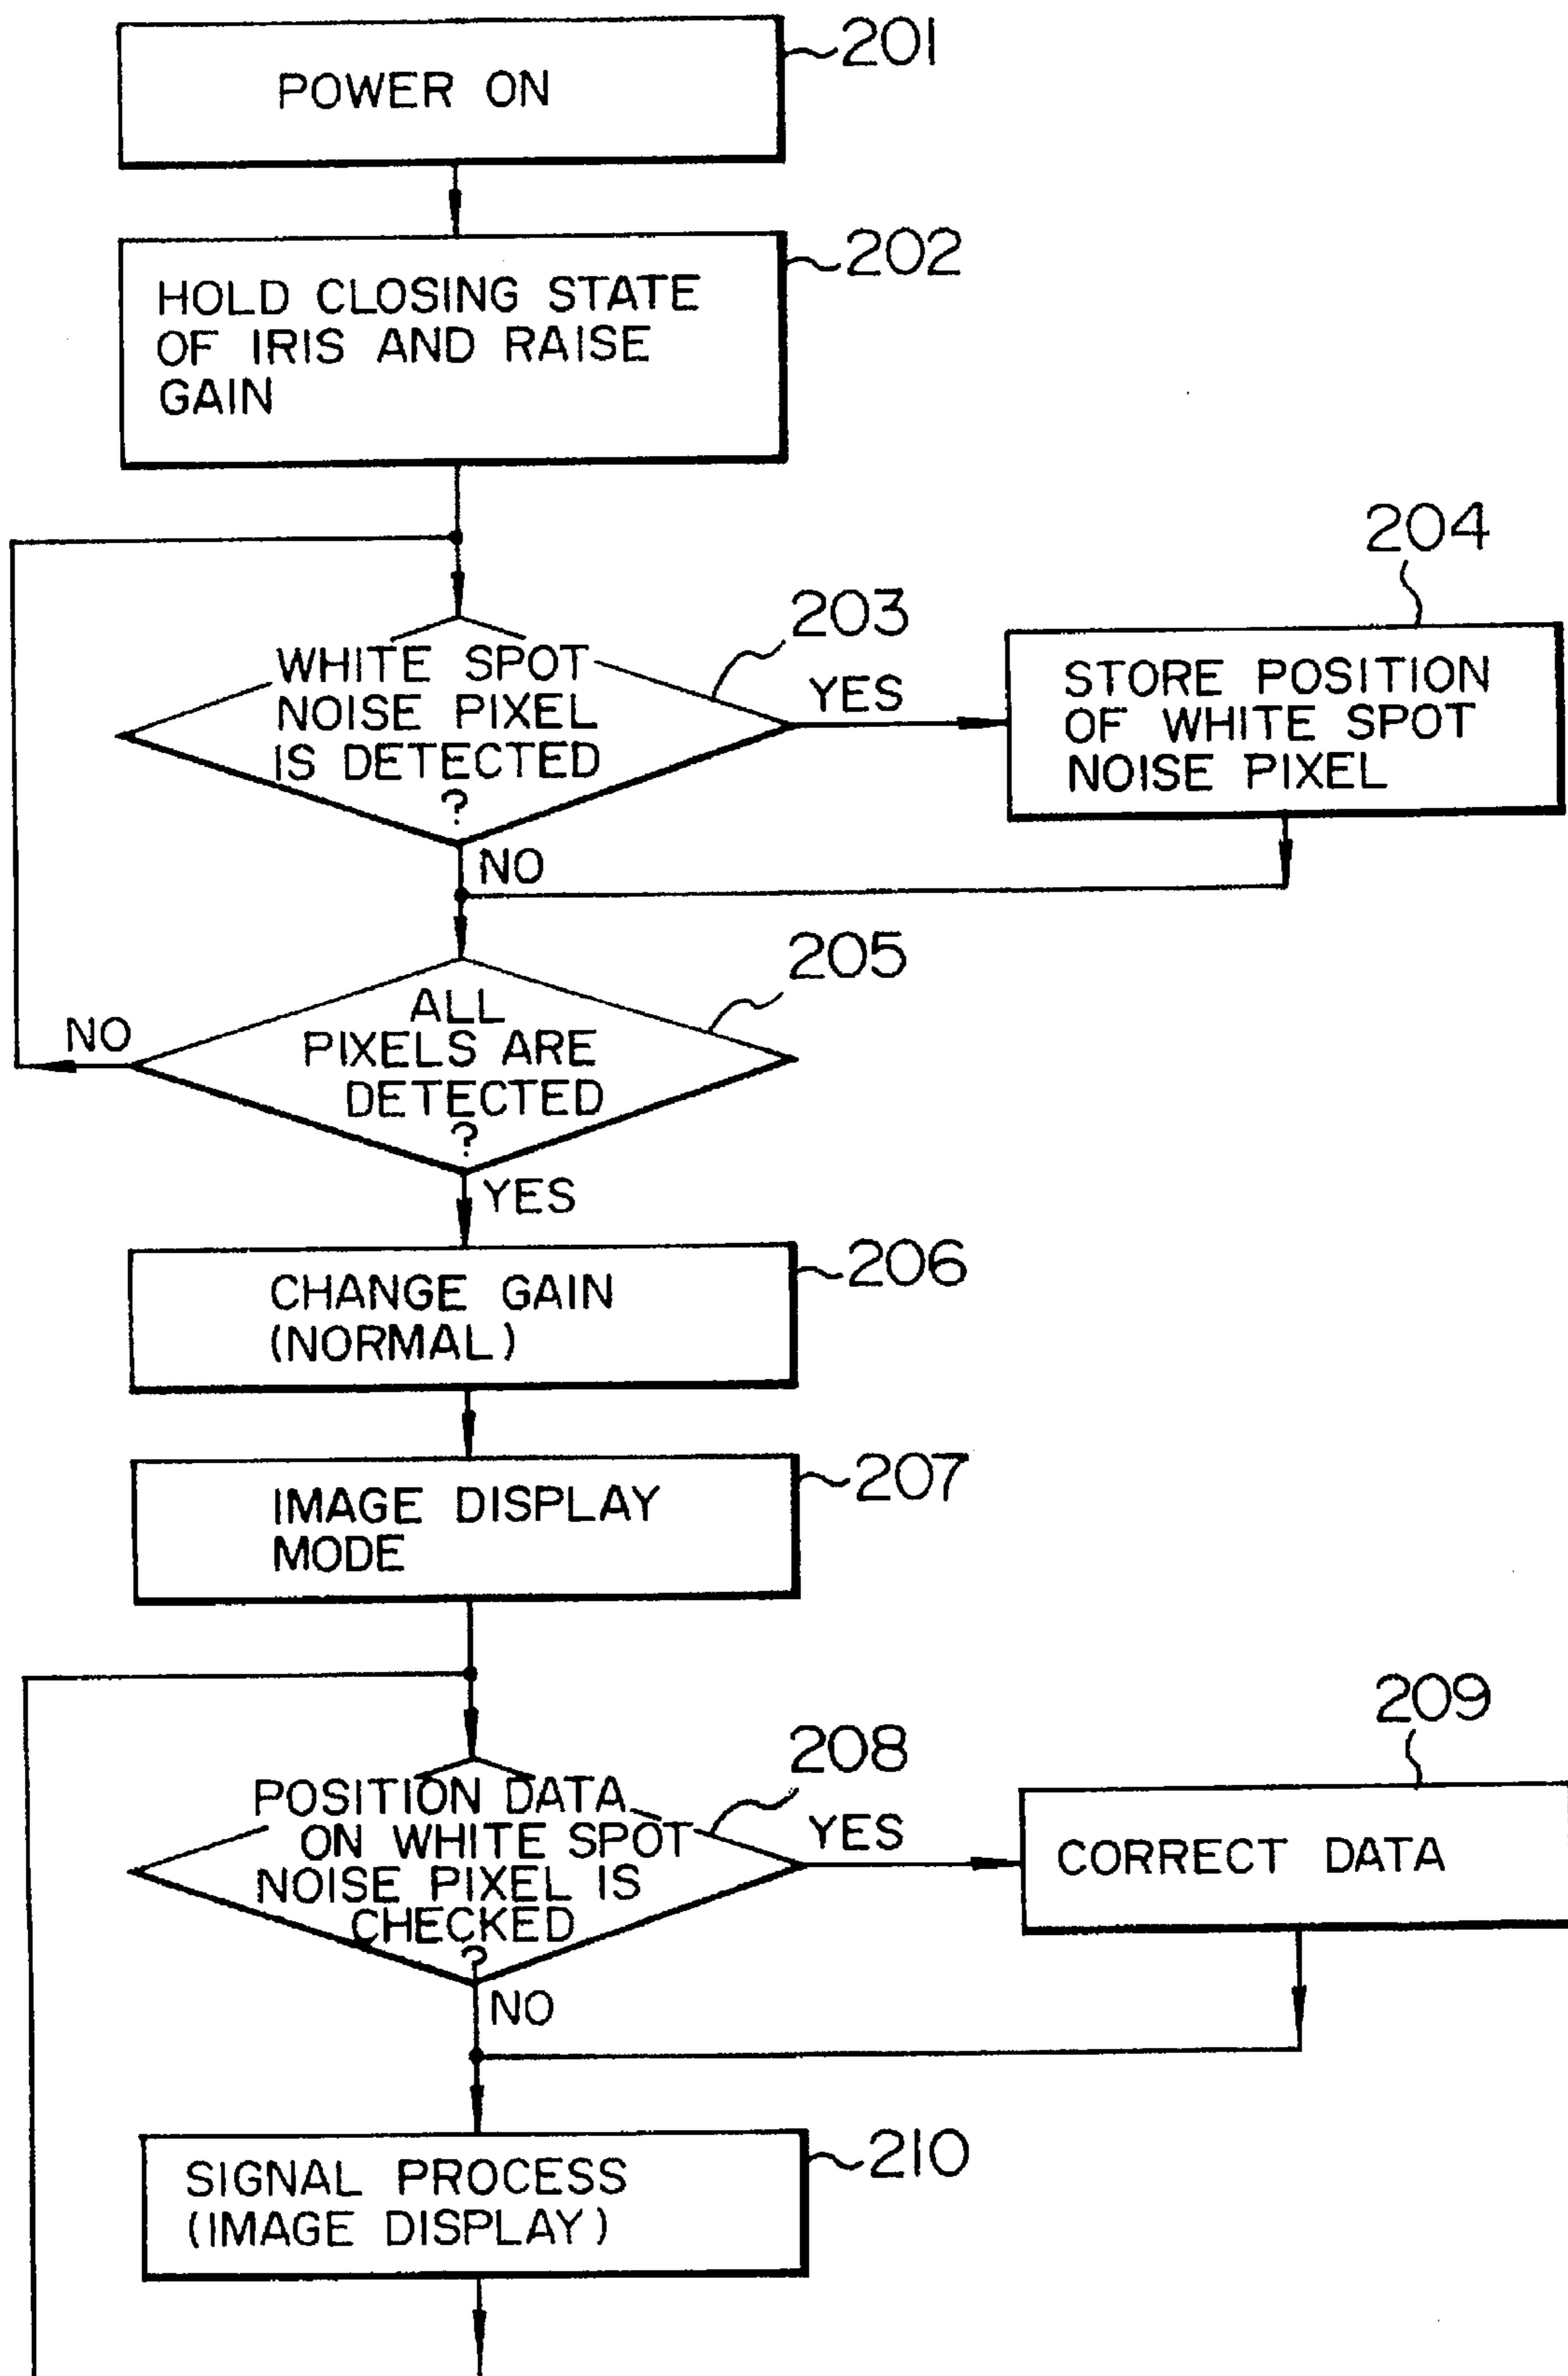 201
POWER ON
202
HOLD CLOSING STATE
OF IRIS AND RAISE
GAIN
204
203
WHITE SPOT
NOISE PIXEL
IS DETECTED
?
YES
STORE POSITION
OF WHITE SPOT
NOISE PIXEL
NO
205
ALL
PIXELS ARE
DETECTED
?
NO
YES
206
CHANGE GAIN
(NORMAL)
207
IMAGE DISPLAY
MODE
209
208
POSITION DATA
ON WHITE SPOT
NOISE PIXEL IS
CHECKED
?
YES
CORRECT DATA
NO
210
SIGNAL PROCESS
(IMAGE DISPLAY)